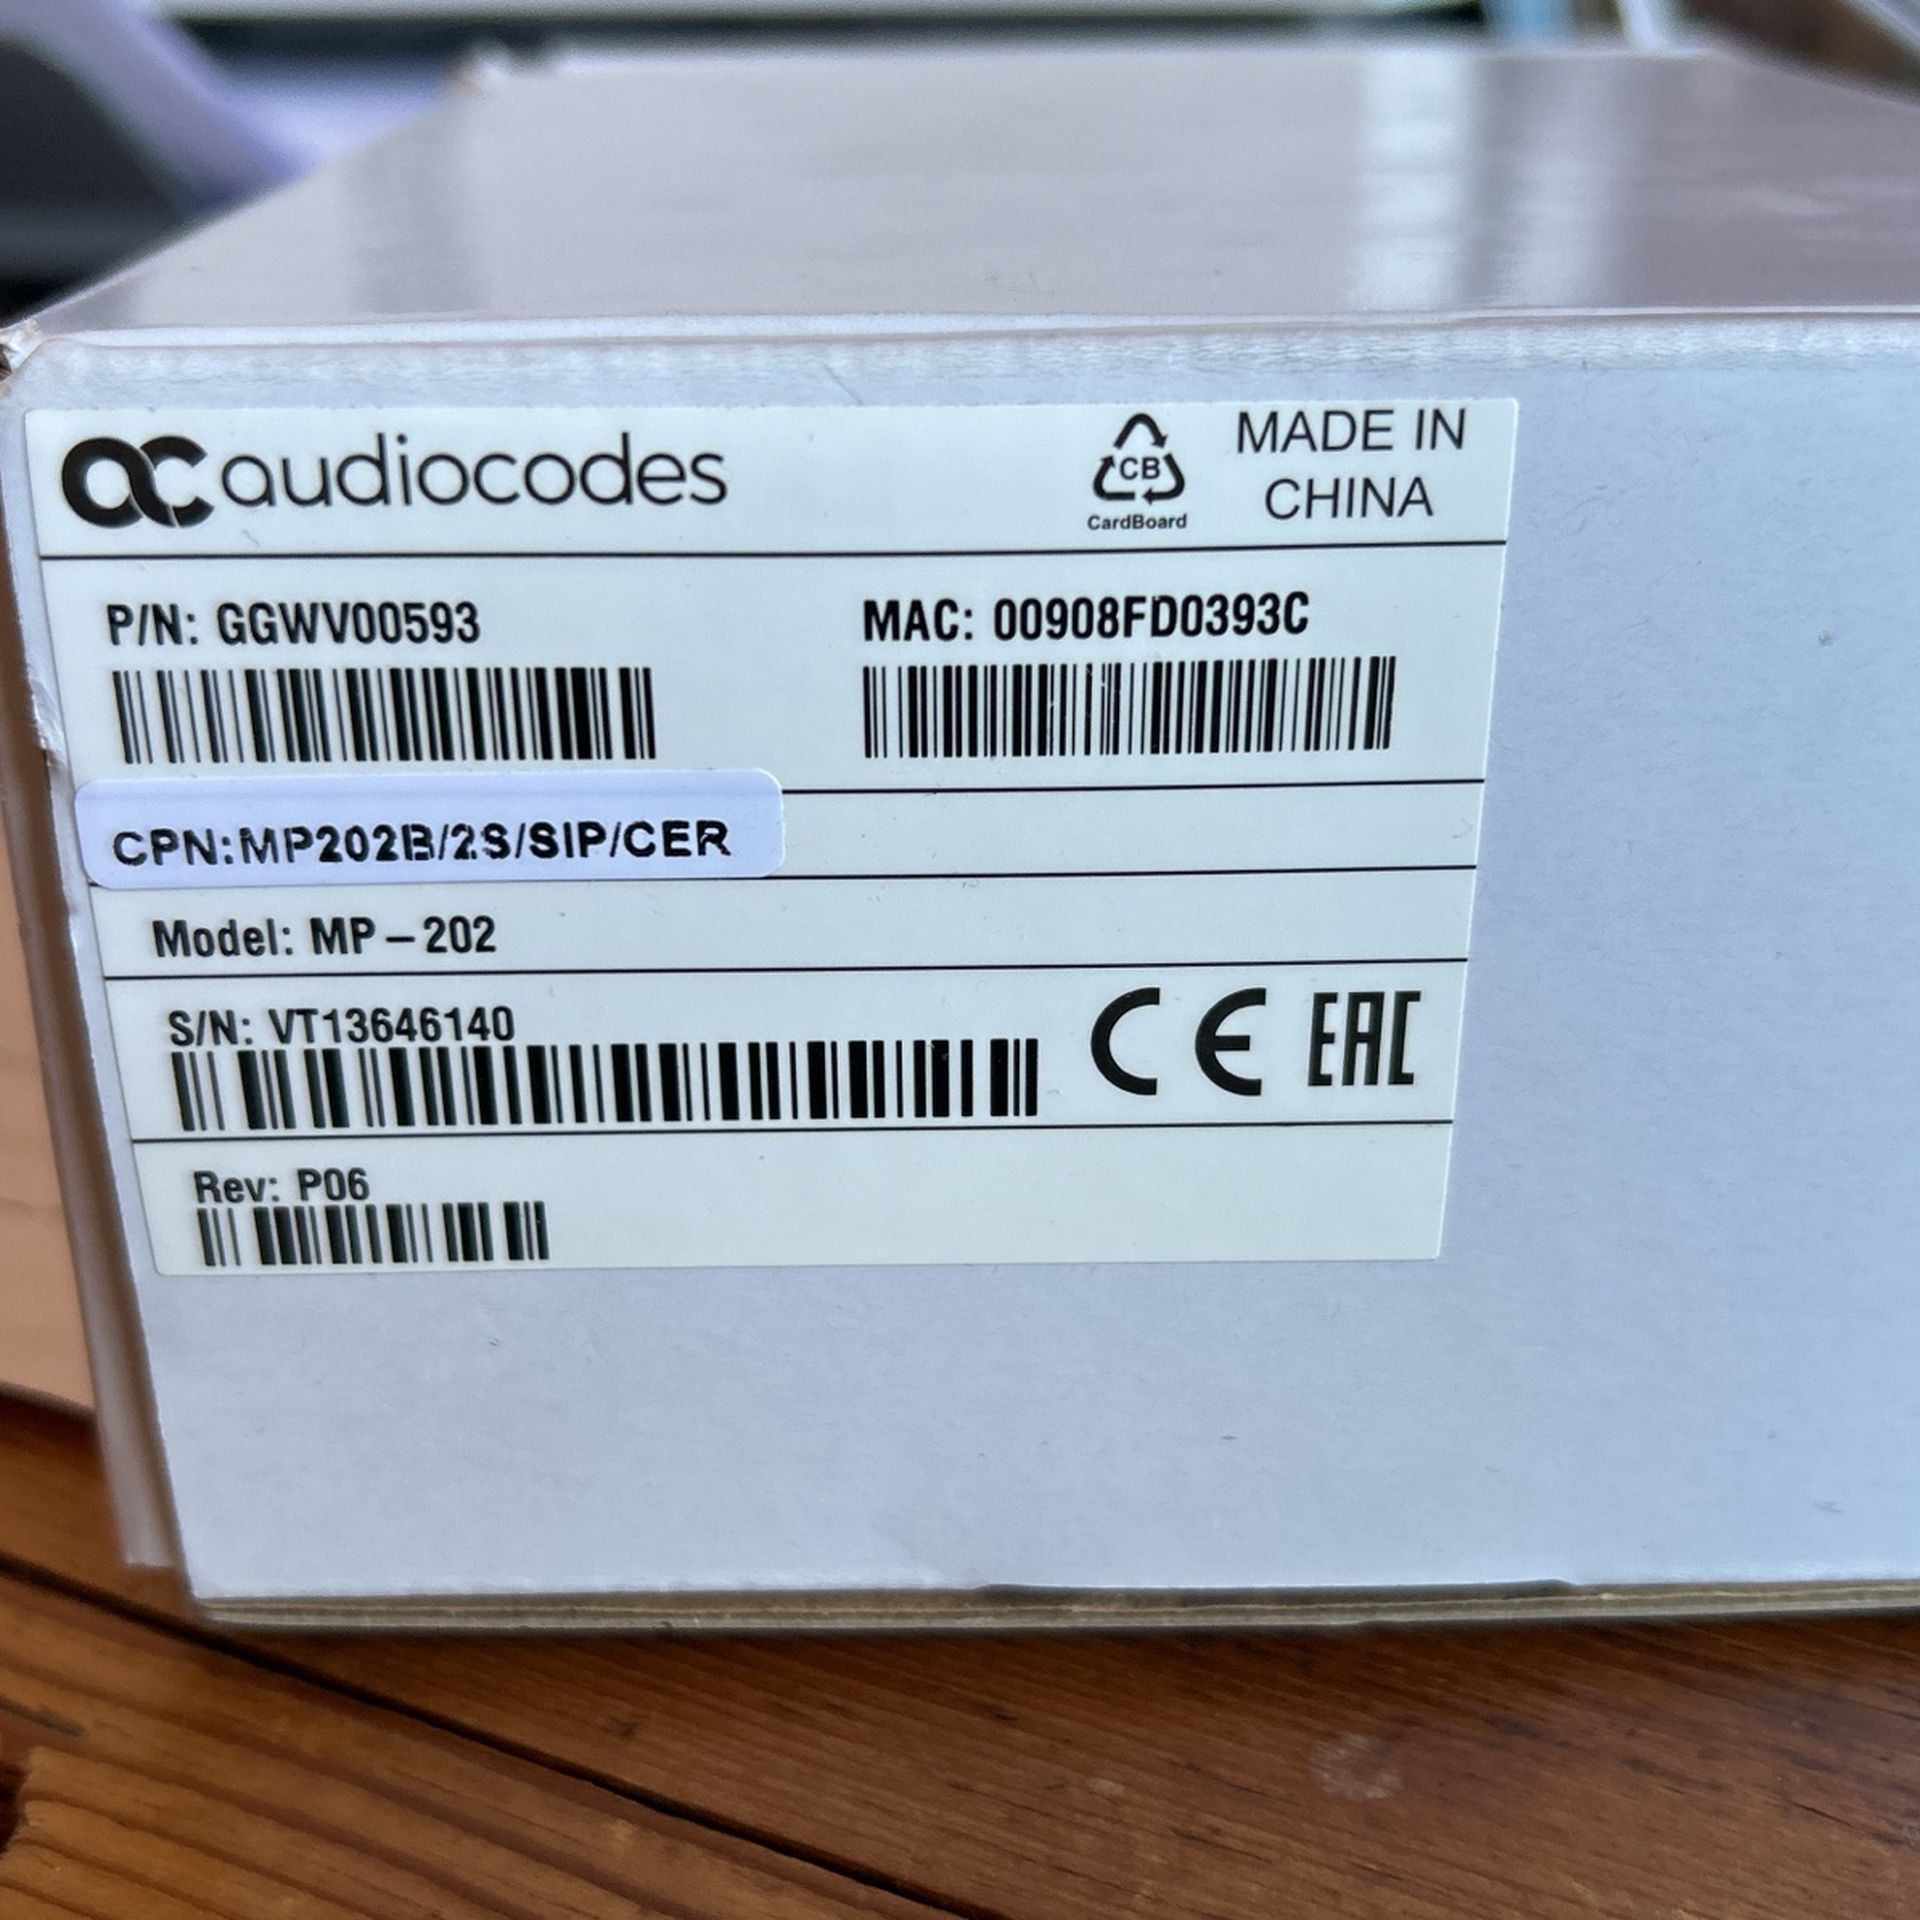 audiocodes
CB
CardBoard
MADE IN
CHINA
P/N: GGWV00593
MAC: 00908FD0393C
CPN:MP202B/2S/SIP/CER
Model: MP-202
S/N: VT13646140
CE EAC
Rev: P06